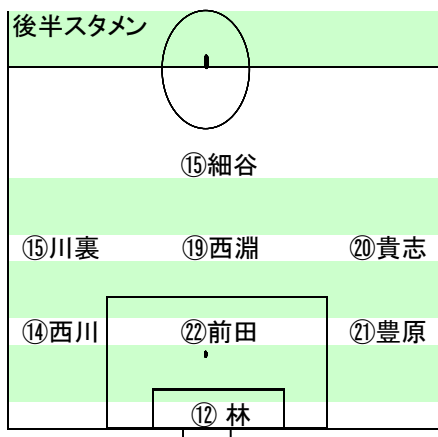 後半スタメン
⑮細谷
⑮川裏 ⑲西淵 ⑳貴志
⑭西川 ㉒前田 ㉑豊原
⑫ 林